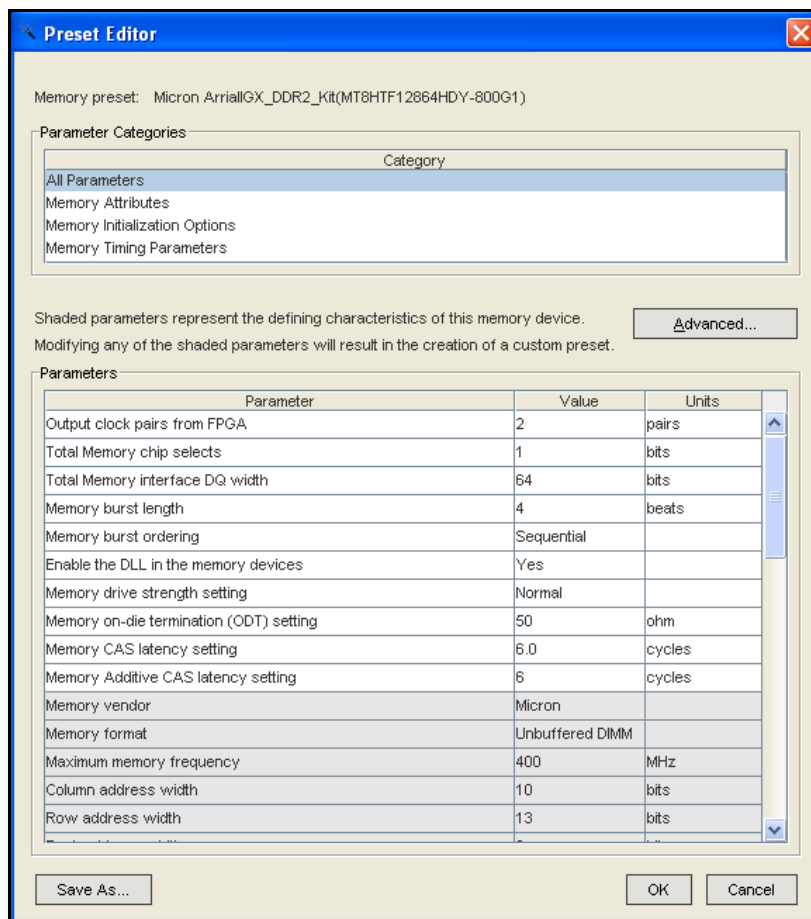 Preset Editor
Memory preset: Micron ArriaIIGX_DDR2_Kit(MT8HTF12864HDY-800G1)
Parameter Categories
Category
All Parameters
Memory Attributes
Memory Initialization Options
Memory Timing Parameters
Shaded parameters represent the defining characteristics of this memory device.
Modifying any of the shaded parameters will result in the creation of a custom preset.
Advanced...
Parameters
Parameter Value Units
Output clock pairs from FPGA 2 pairs
Total Memory chip selects 1 bits
Total Memory interface DQ width 64 bits
Memory burst length 4 beats
Memory burst ordering Sequential
Enable the DLL in the memory devices Yes
Memory drive strength setting Normal
Memory on-die termination (ODT) setting 50 ohm
Memory CAS latency setting 6.0 cycles
Memory Additive CAS latency setting 6 cycles
Memory vendor Micron
Memory format Unbuffered DIMM
Maximum memory frequency 400 MHz
Column address width 10 bits
Row address width 13 bits
Save As... OK Cancel